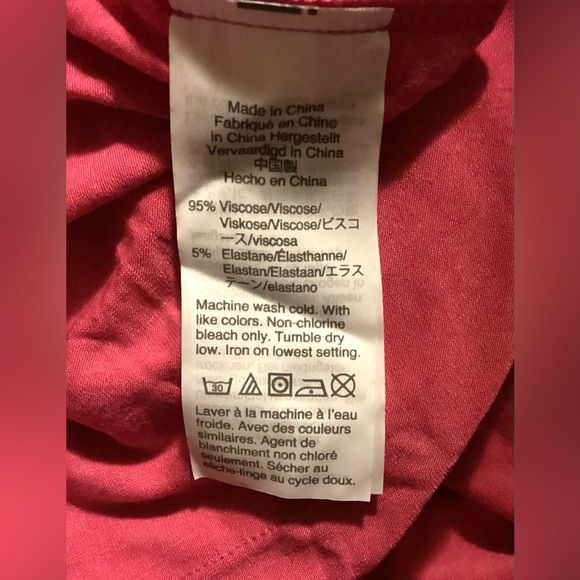 Made in China
Fabriqué en Chine
in China Hergestellt
Vervaardigd in China
中国製
Hecho en China
95% Viscose/Viscose/
Viskose/Viscose/ビスコ
ース/viscosa
5% Elastane/Élasthanne/
Elastan/Elastaan/エラス
テーン/elastano
Machine wash cold. With
like colors. Non-chlorine
bleach only. Tumble dry
low. Iron on lowest setting.
30
Laver à la machine à l'eau
froide. Avec des couleurs
similaires. Agent de
blanchiment non chloré
seulement. Sécher au
sèche-linge au cycle doux.